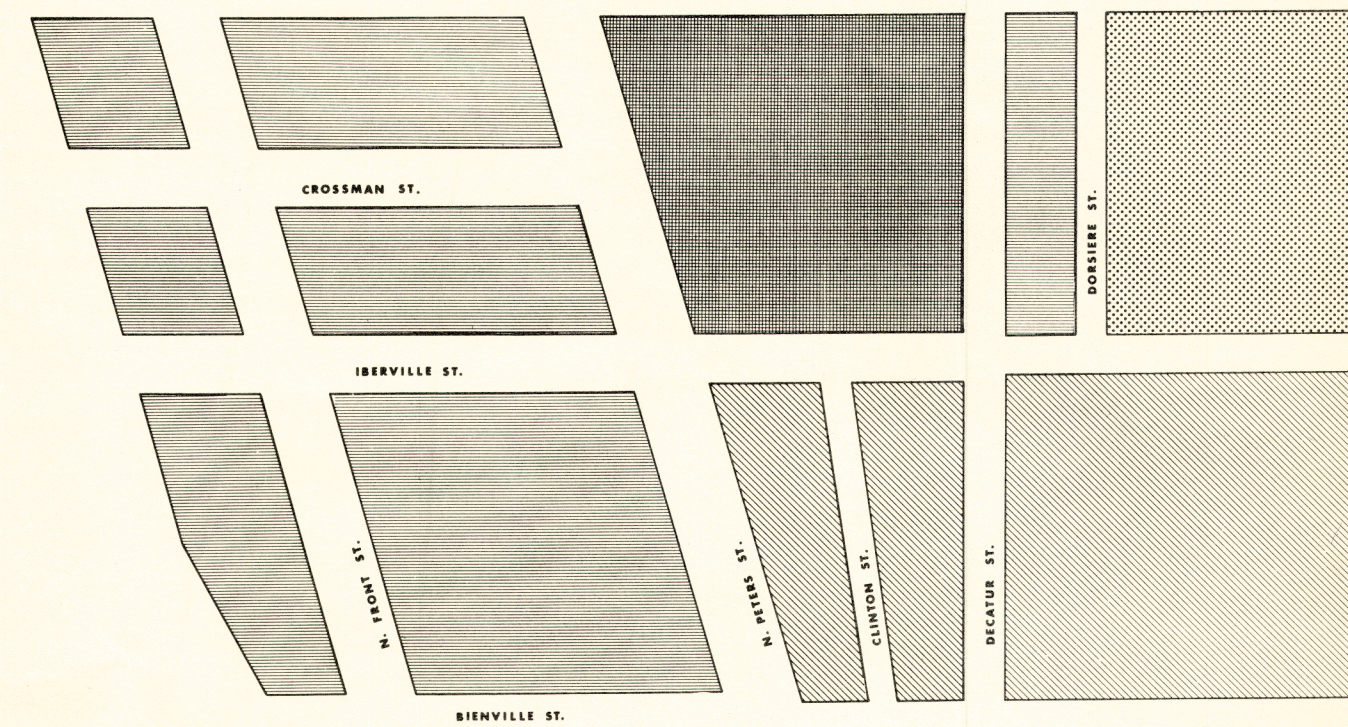 CROSSMAN ST.
DORSIERE ST.
IBERVILLE ST.
N. FRONT ST.
N. PETERS ST.
CLINTON ST.
DECATUR ST.
BIENVILLE ST.